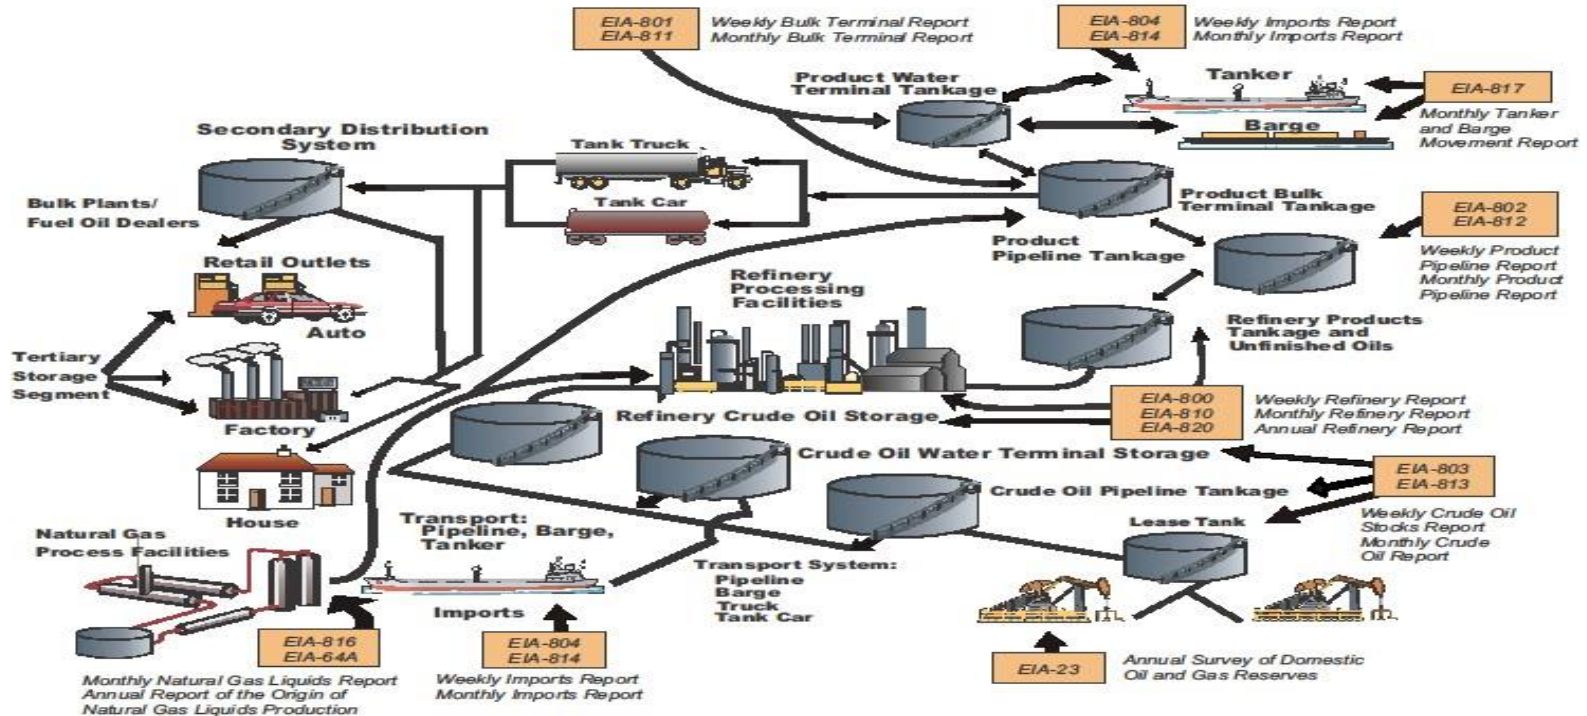 EIA-801
EIA-811
Weekly Bulk Terminal Report
Monthly Bulk Terminal Report
EIA-804
EIA-814
Weekly Imports Report
Monthly Imports Report
Product Water
Terminal Tankage
Tanker
EIA-817
Monthly Tanker
and Barge
Movement Report
Barge
Secondary Distribution
System
Tank Truck
Tank Car
Bulk Plants/
Fuel Oil Dealers
Product Bulk
Terminal Tankage
EIA-802
EIA-812
Weekly Product
Pipeline Report
Monthly Product
Pipeline Report
Product
Pipeline Tankage
Retail Outlets
Auto
Refinery
Processing
Facilities
Refinery Products
Tankage and
Unfinished Oils
Tertiary
Storage
Segment
Factory
EIA-800
EIA-810
EIA-820
Weekly Refinery Report
Monthly Refinery Report
Annual Refinery Report
Refinery Crude Oil Storage
Crude Oil Water Terminal Storage
EIA-803
EIA-813
Weekly Crude Oil
Stocks Report
Monthly Crude
Oil Report
Crude Oil Pipeline Tankage
Lease Tank
House
Natural Gas
Process Facilities
Transport:
Pipeline, Barge,
Tanker
Transport System:
Pipeline
Barge
Truck
Tank Car
Imports
EIA-816
EIA-64A
Monthly Natural Gas Liquids Report
Annual Report of the Origin of
Natural Gas Liquids Production
EIA-804
EIA-814
Weekly Imports Report
Monthly Imports Report
EIA-23
Annual Survey of Domestic
Oil and Gas Reserves